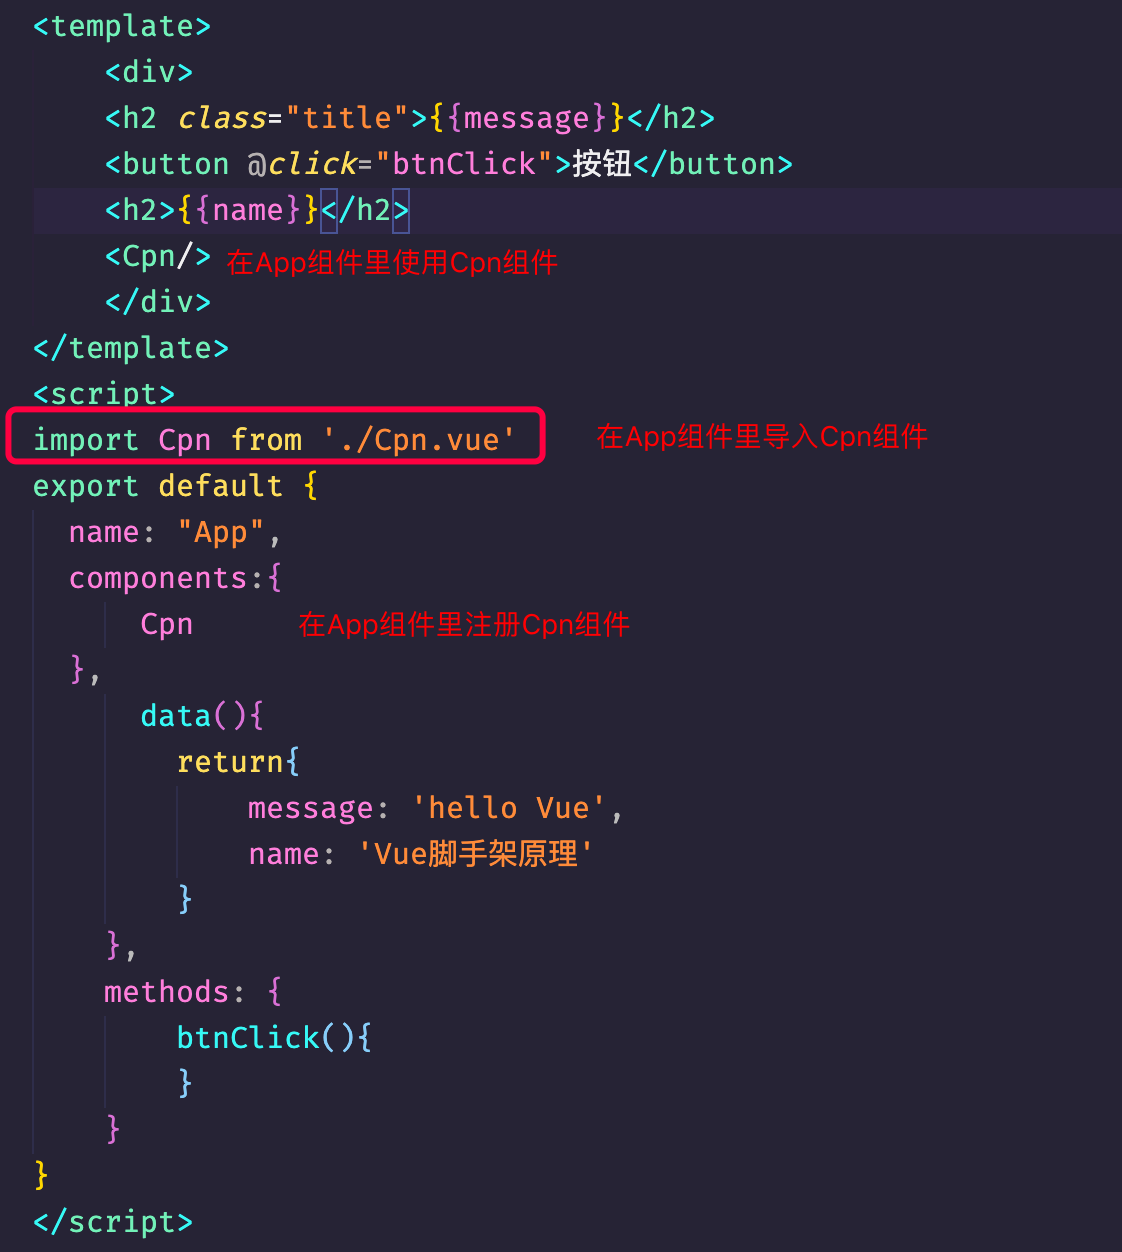 <template>
<div>
<h2 class="title">{{message}}</h2>
<button @click="btnClick">按钮</button>
<h2>{{name}}</h2>
<Cpn/> 在App组件里使用Cpn组件
</div>
</template>
<script>
import Cpn from './Cpn.vue' 在App组件里导入Cpn组件
export default {
name: "App",
components:{
Cpn 在App组件里注册Cpn组件
},
data(){
return{
message: 'hello Vue',
name: 'Vue脚手架原理'
}
},
methods: {
btnClick(){
}
}
}
</script>